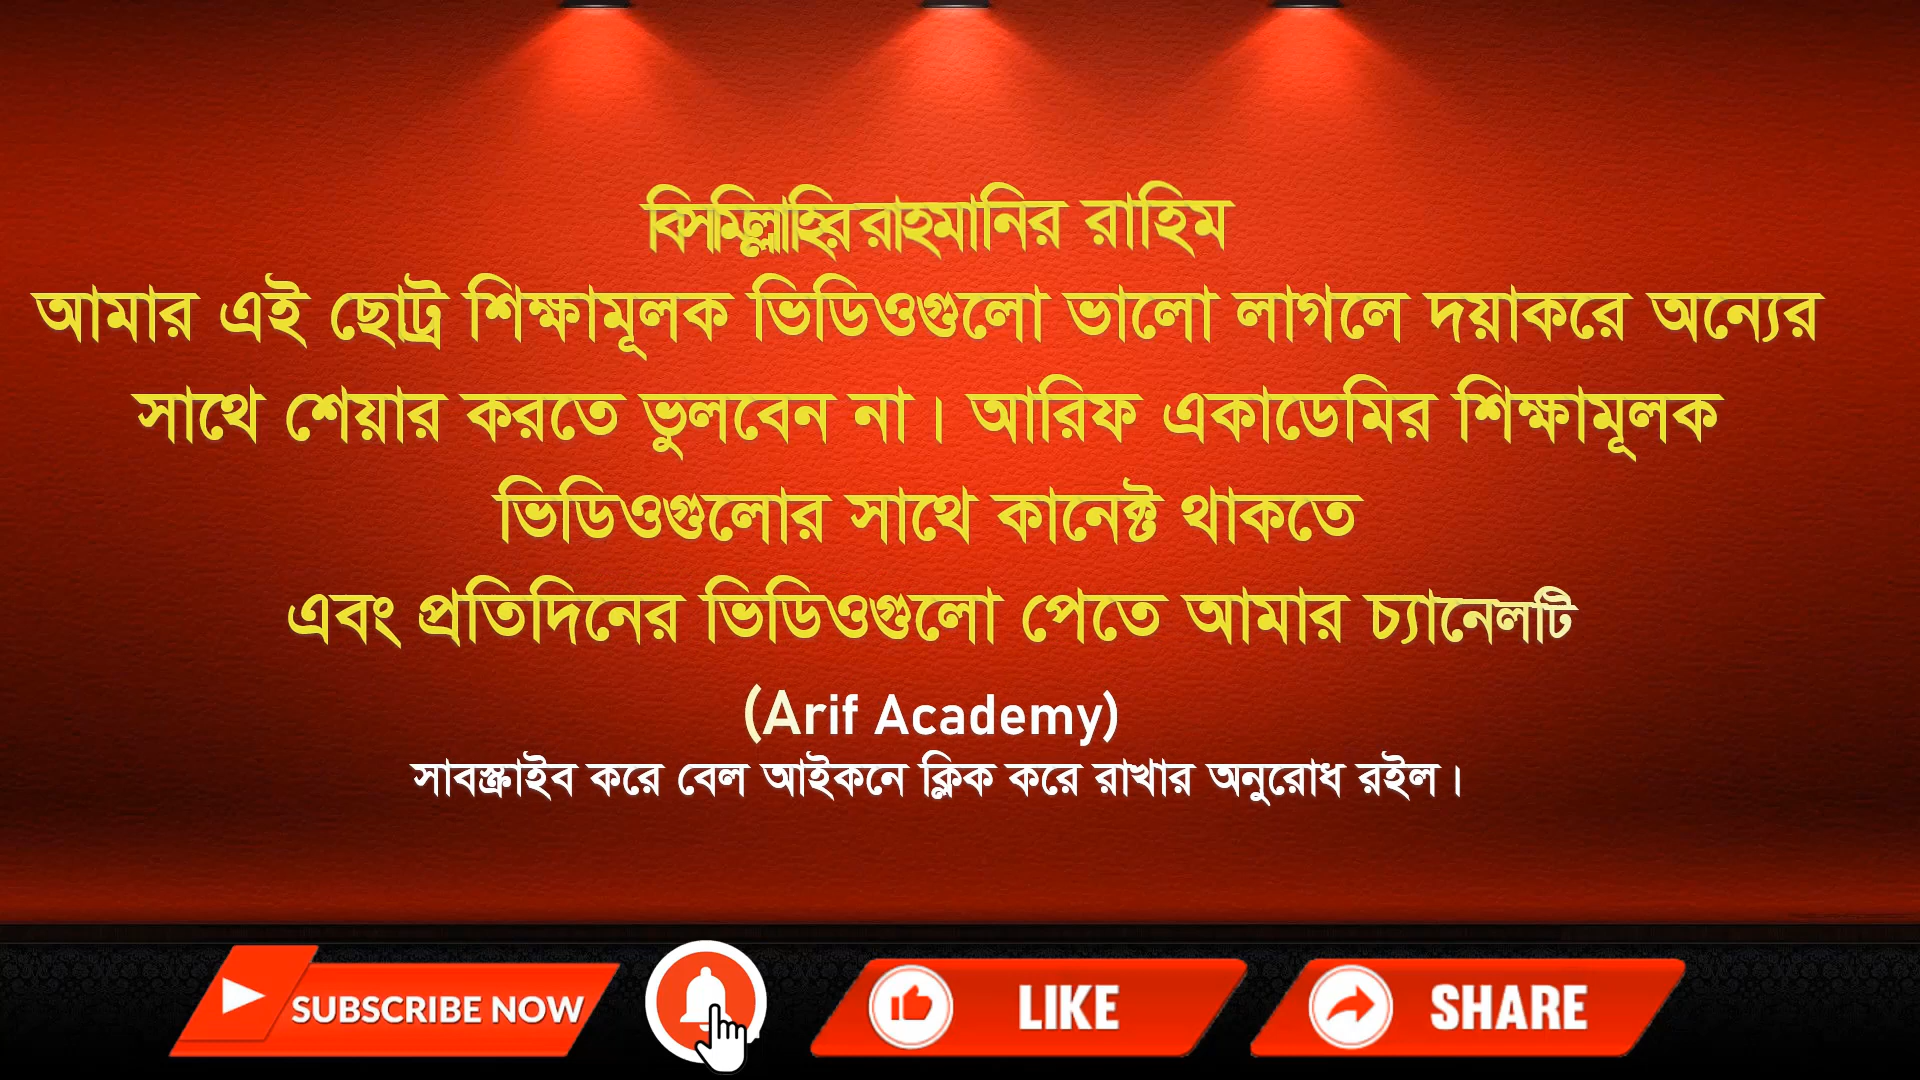 বিসমিল্লাহির রাহমানির রাহিম
আমার এই ছোট্র শিক্ষামূলক ভিডিওগুলো ভালো লাগলে দয়াকরে অন্যের
সাথে শেয়ার করতে ভুলবেন না। আরিফ একাডেমির শিক্ষামূলক
ভিডিওগুলোর সাথে কানেক্ট থাকতে
এবং প্রতিদিনের ভিডিওগুলো পেতে আমার চ্যানেলটি
(Arif Academy)
সাবস্ক্রাইব করে বেল আইকনে ক্লিক করে রাখার অনুরোধ রইল।
SUBSCRIBE NOW
LIKE
SHARE